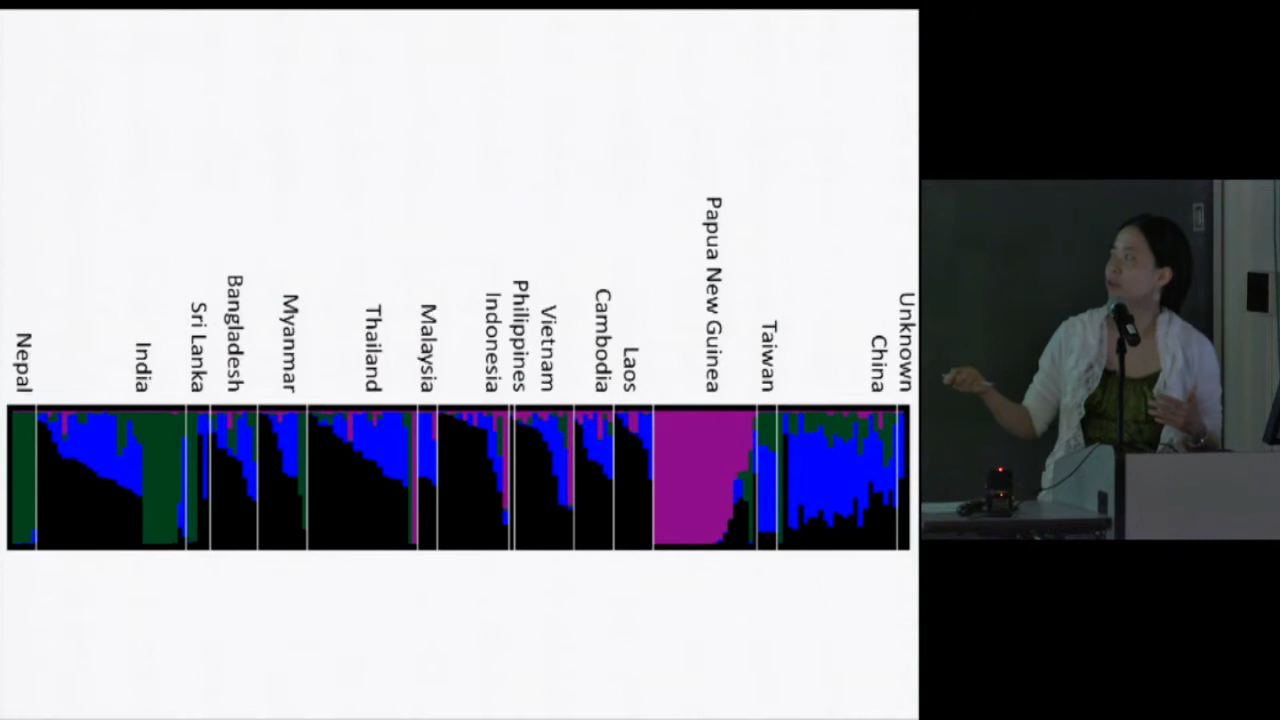 Nepal
India
Sri Lanka
Bangladesh
Myanmar
Thailand
Malaysia
Indonesia
Philippines
Vietnam
Cambodia
Laos
Papua New Guinea
Taiwan
China
Unknown